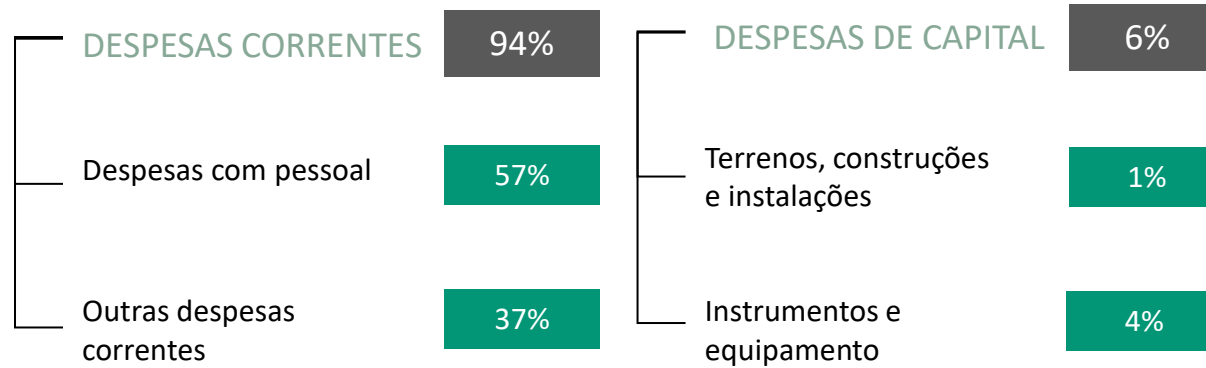 DESPESAS CORRENTES 94%
Despesas com pessoal 57%
Outras despesas
correntes
37%
DESPESAS DE CAPITAL 6%
Terrenos, construções
e instalações
1%
Instrumentos e
equipamento
4%